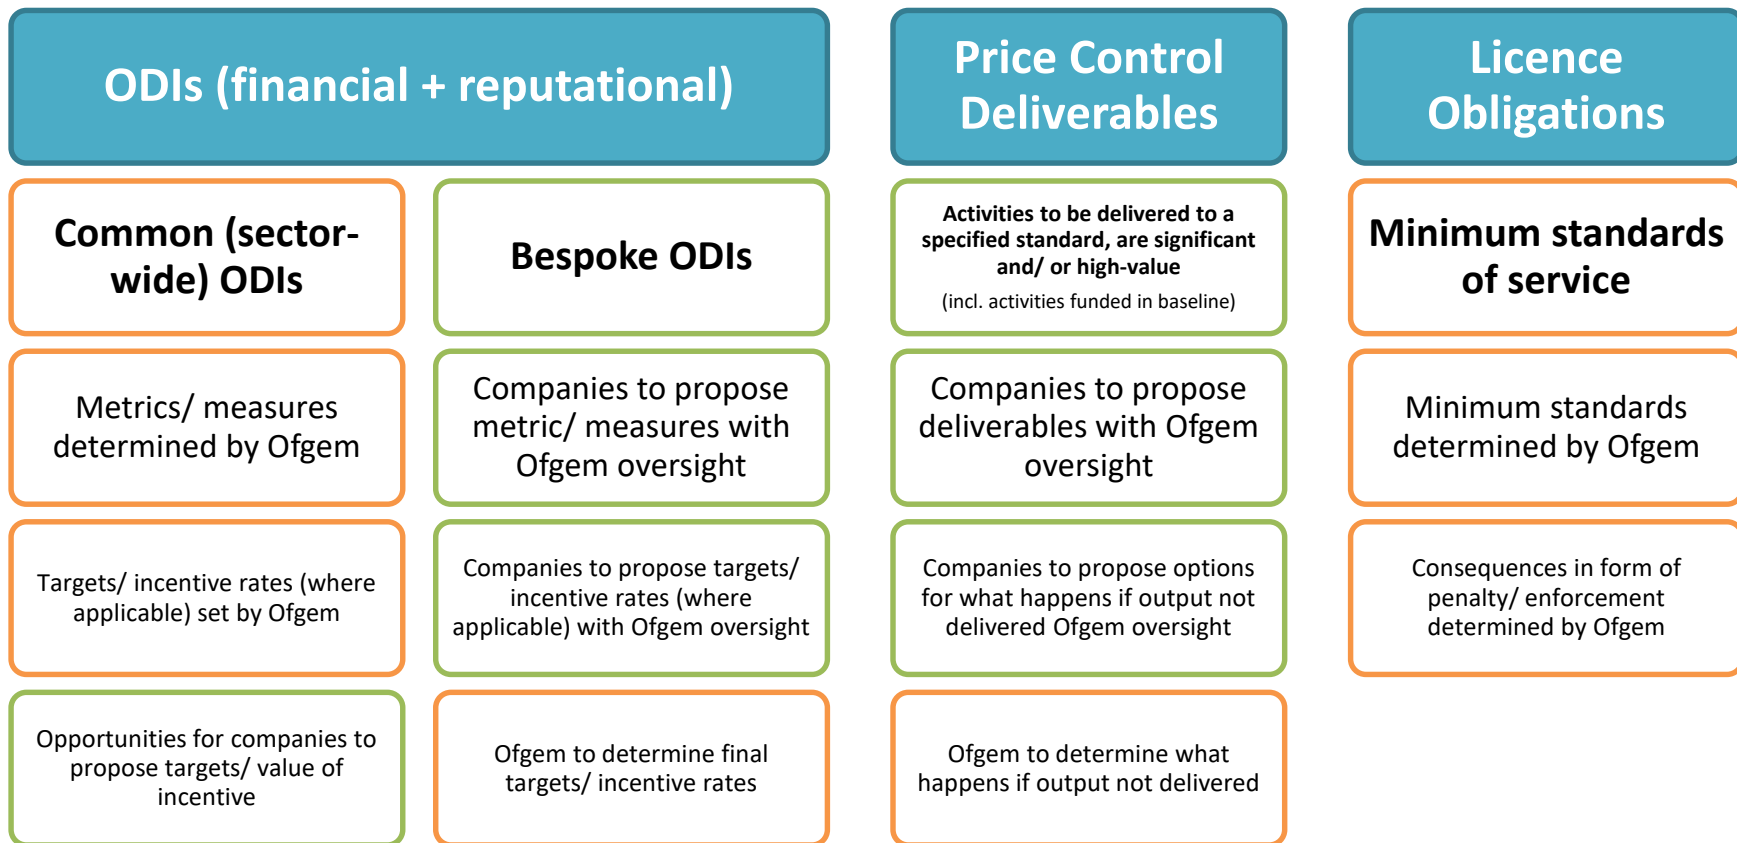 ODIs (financial + reputational)
Price Control
Deliverables
Licence
Obligations
Common (sector-
wide) ODIs
Bespoke ODIs
Activities to be delivered to a
specified standard, are significant
and/ or high-value
(incl. activities funded in baseline)
Minimum standards
of service
Metrics/ measures
determined by Ofgem
Companies to propose
metric/ measures with
Ofgem oversight
Companies to propose
deliverables with Ofgem
oversight
Minimum standards
determined by Ofgem
Targets/ incentive rates (where
applicable) set by Ofgem
Companies to propose targets/
incentive rates (where
applicable) with Ofgem oversight
Companies to propose options
for what happens if output not
delivered Ofgem oversight
Consequences in form of
penalty/ enforcement
determined by Ofgem
Opportunities for companies to
propose targets/ value of
incentive
Ofgem to determine final
targets/ incentive rates
Ofgem to determine what
happens if output not delivered